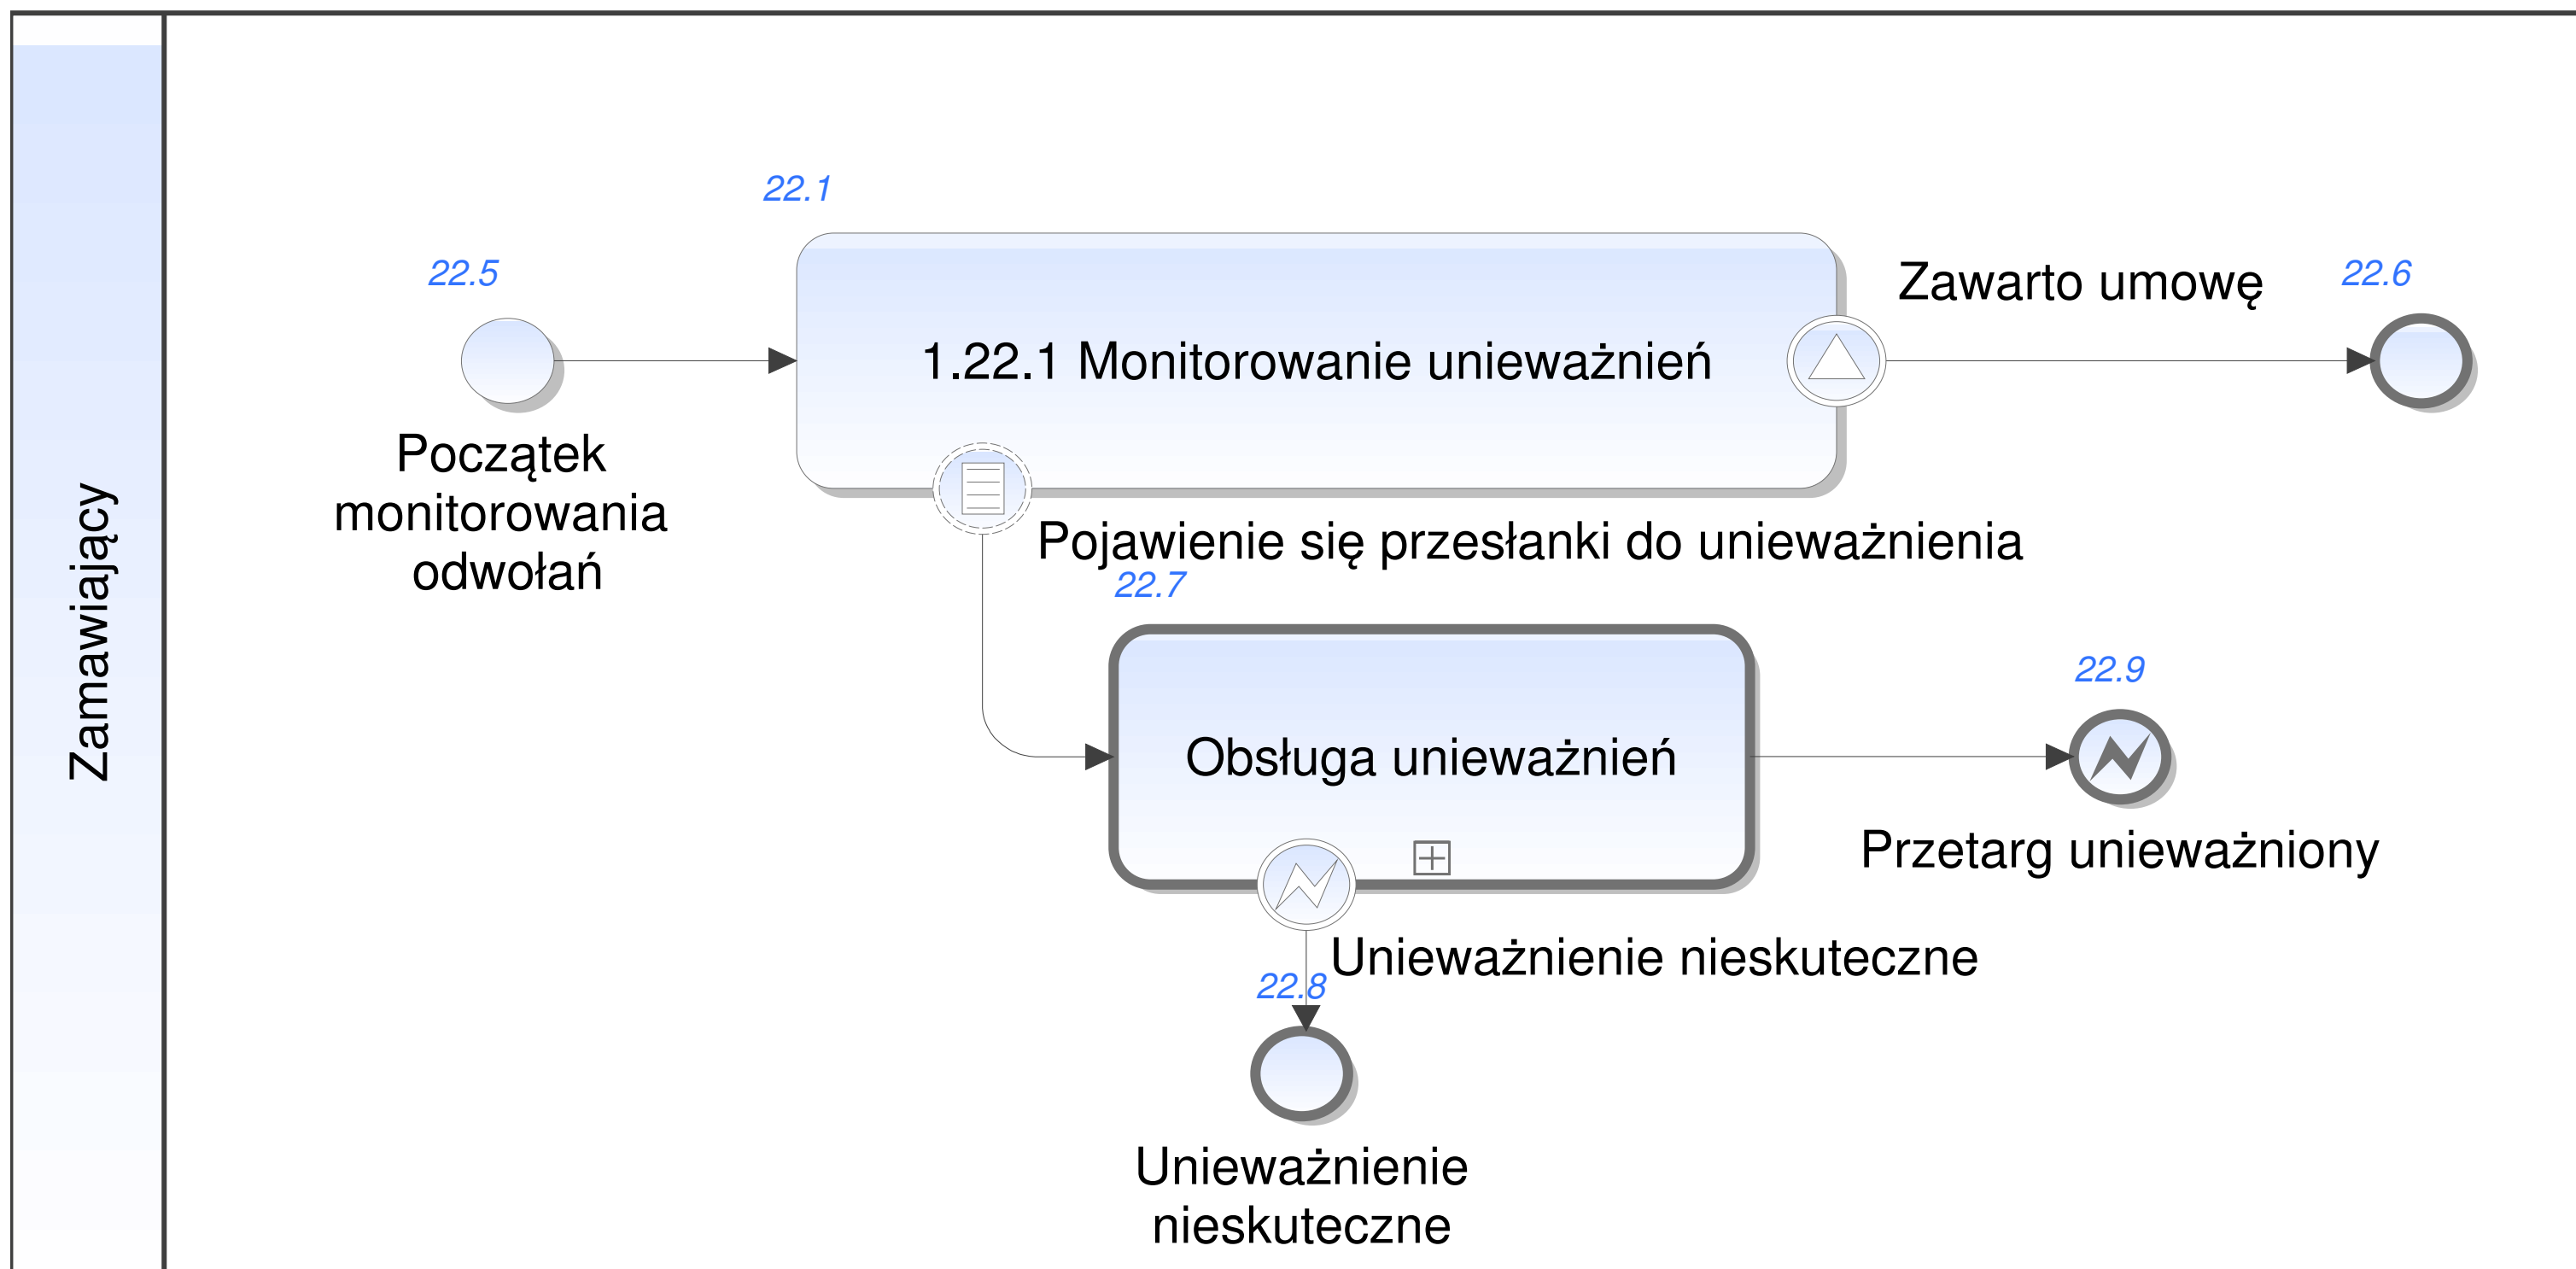 Zamawiający
22.1
22.5
1.22.1 Monitorowanie unieważnień
Zawarto umowę
22.6
Początek
monitorowania
odwołań
Pojawienie się przesłanki do unieważnienia
22.7
Obsługa unieważnień
22.9
Przetarg unieważniony
Unieważnienie nieskuteczne
22.8
Unieważnienie
nieskuteczne